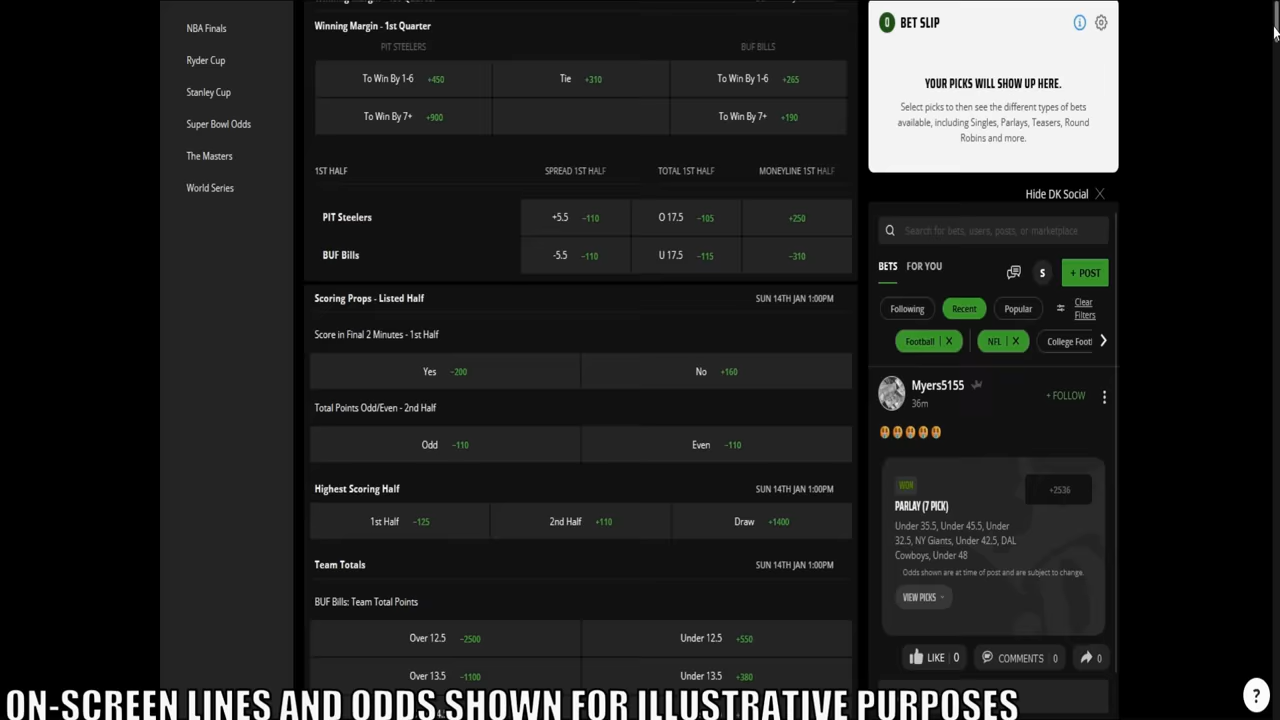 NBA Finals
Ryder Cup
Stanley Cup
Super Bowl Odds
The Masters
World Series
Winning Margin - 1st Quarter
PIT STEELERS BUF BILLS
To Win By 1-6 +450 Tie +310 To Win By 1-6 +265
To Win By 7+ +900 To Win By 7+ +190
1ST HALF SPREAD 1ST HALF TOTAL 1ST HALF MONEYLINE 1ST HALF
PIT Steelers +5.5 −110 O 17.5 −105 +250
BUF Bills -5.5 −110 U 17.5 −115 −310
Scoring Props - Listed Half SUN 14TH JAN 1:00PM
Score in Final 2 Minutes - 1st Half
Yes −200 No +160
Total Points Odd/Even - 2nd Half
Odd −110 Even −110
Highest Scoring Half SUN 14TH JAN 1:00PM
1st Half −125 2nd Half +110 Draw +1400
Team Totals SUN 14TH JAN 1:00PM
BUF Bills: Team Total Points
Over 12.5 −2500 Under 12.5 +550
Over 13.5 −1100 Under 13.5 +380
0 BET SLIP
YOUR PICKS WILL SHOW UP HERE.
Select picks to then see the different types of bets
available, including Singles, Parlays, Teasers, Round
Robins and more.
Hide DK Social
Search for bets, users, posts, or marketplace.
BETS FOR YOU S + POST
Following Recent Popular Clear
Filters
Football X NFL X College Footl
Myers5155
36m + FOLLOW
WON +2536
PARLAY (7 PICK)
Under 35.5, Under 45.5, Under
32.5, NY Giants, Under 42.5, DAL
Cowboys, Under 48
Odds shown are at time of post and are subject to change.
VIEW PICKS
LIKE 0 COMMENTS 0 0
ON-SCREEN LINES AND ODDS SHOWN FOR ILLUSTRATIVE PURPOSES
?